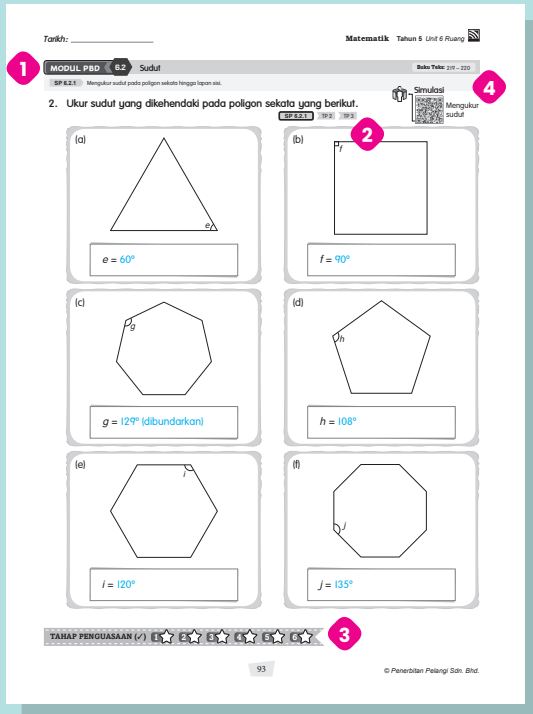 Tarikh:
Matematik Tahun 5 Unit 6 Ruang
1
MODUL PBD 6.2 Sudut
Buku Teks: 219 – 220
SP 6.2.1 Mengukur sudut pada poligon sekata hingga lapan sisi.
4
Simulasi
Mengukur
sudut
2. Ukur sudut yang dikehendaki pada poligon sekata yang berikut.
SP 6.2.1 TP 2 TP 3
2
(a)
e
e = 60°
(b)
f
f = 90°
(c)
g
g = 129° (dibundarkan)
(d)
h
h = 108°
(e)
i
i = 120°
(f)
j
j = 135°
TAHAP PENGUASAAN (✓) 1 2 3 4 5 6
3
93
© Penerbitan Pelangi Sdn. Bhd.